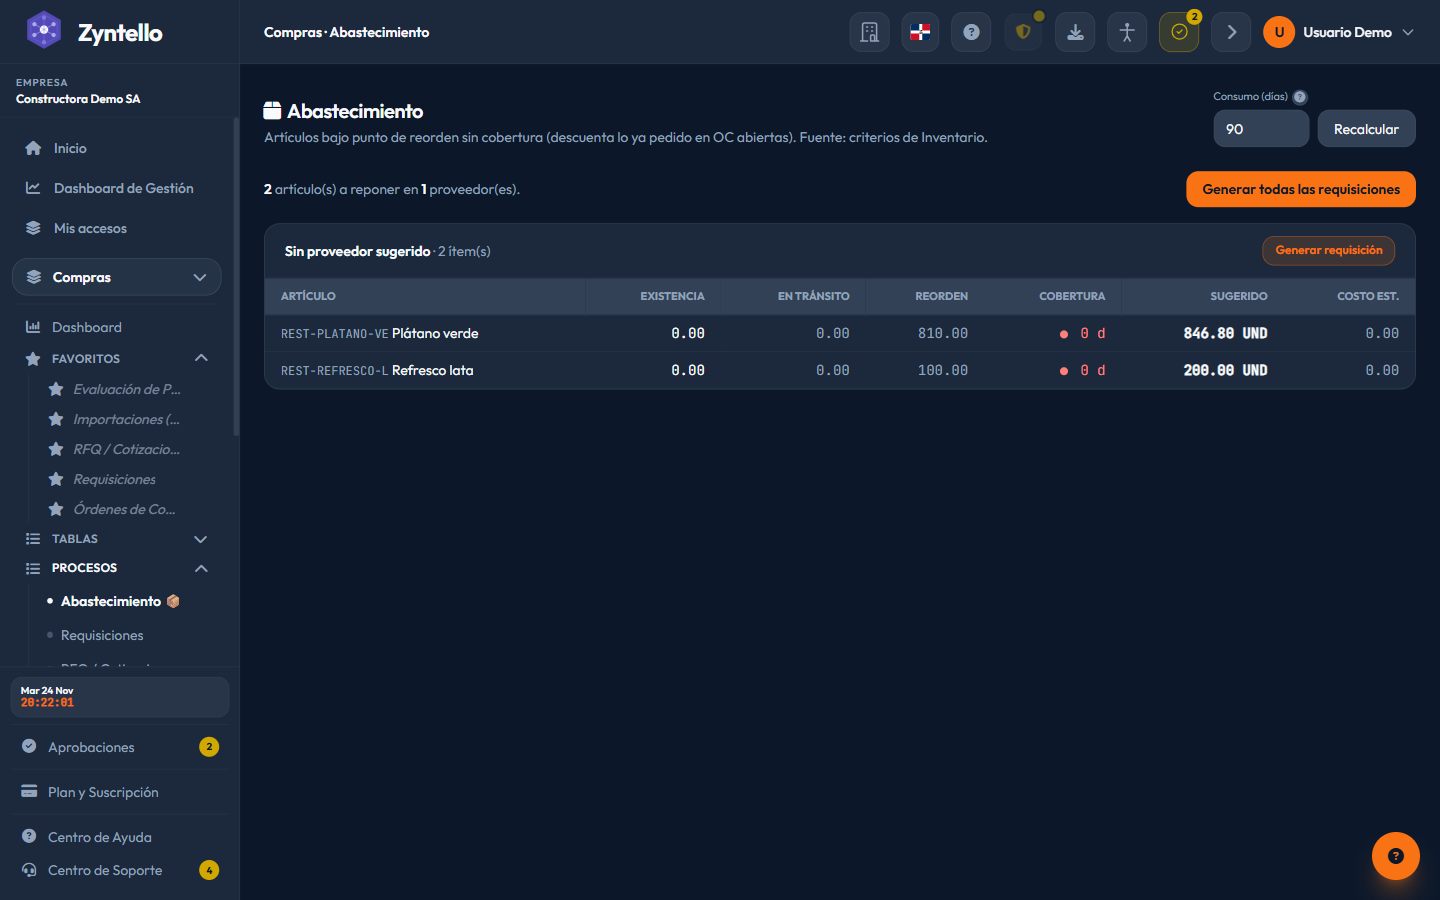 Zyntello
Compras · Abastecimiento
2
U
Usuario Demo
EMPRESA
Constructora Demo SA
Inicio
Dashboard de Gestión
Mis accesos
Compras
Dashboard
FAVORITOS
Evaluación de P...
Importaciones (...
RFQ / Cotizacio...
Requisiciones
Órdenes de Co...
TABLAS
PROCESOS
Abastecimiento
Requisiciones
Mar 24 Nov
20:22:01
Aprobaciones 2
Plan y Suscripción
Centro de Ayuda
Centro de Soporte 4
Abastecimiento
Artículos bajo punto de reorden sin cobertura (descuenta lo ya pedido en OC abiertas). Fuente: criterios de Inventario.
Consumo (días) ?
90
Recalcular
2 artículo(s) a reponer en 1 proveedor(es).
Generar todas las requisiciones
Sin proveedor sugerido · 2 ítem(s)
Generar requisición
ARTÍCULO EXISTENCIA EN TRÁNSITO REORDEN COBERTURA SUGERIDO COSTO EST.
REST-PLATANO-VE Plátano verde 0.00 0.00 810.00 0 d 846.80 UND 0.00
REST-REFRESCO-L Refresco lata 0.00 0.00 100.00 0 d 200.00 UND 0.00
?